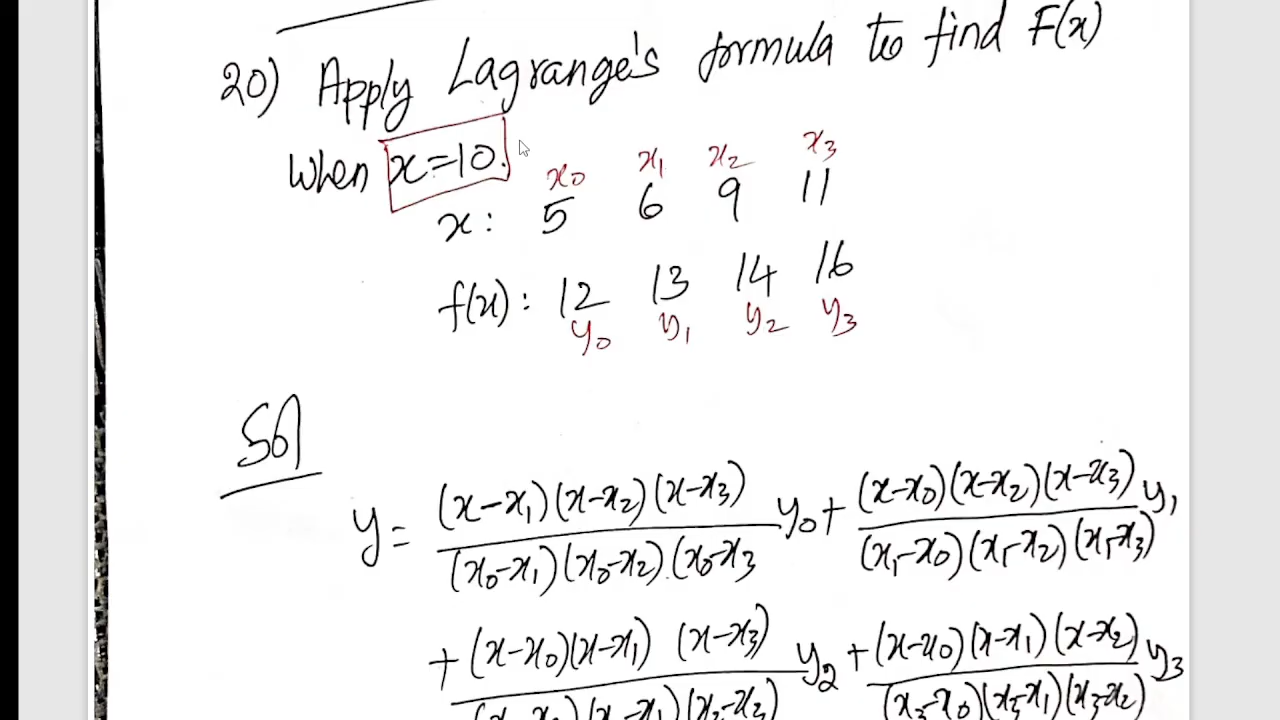 20) Apply Lagrange's formula to find F(x)
when x=10.
x0 x1 x2 x3
x: 5 6 9 11
f(x): 12 13 14 16
y0 y1 y2 y3
Sol
y = (x-x1)(x-x2)(x-x3) / (x0-x1)(x0-x2)(x0-x3 y0 + (x-x0)(x-x2)(x-x3) / (x1-x0)(x1-x2)(x1-x3) y1
+ (x-x0)(x-x1) (x-x3) / (x2-x0)(x2-x1)(x2-x3) y2 + (x-x0)(x-x1)(x-x2) / (x3-x0)(x3-x1)(x3-x2) y3